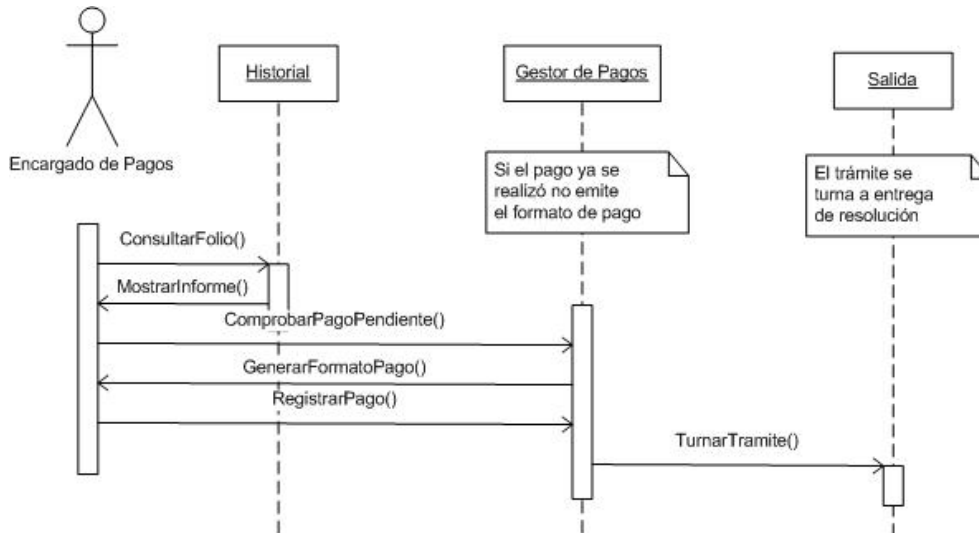 Historial
Gestor de Pagos
Salida
Encargado de Pagos
Si el pago ya se
realizó no emite
el formato de pago
El trámite se
turna a entrega
de resolución
ConsultarFolio()
MostrarInforme()
ComprobarPagoPendiente()
GenerarFormatoPago()
RegistrarPago()
TurnarTramite()